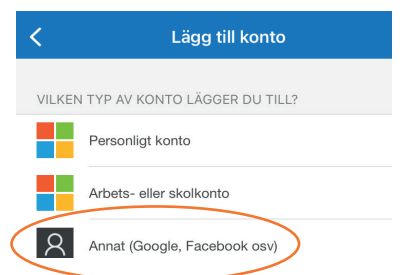 Lägg till konto
VILKEN TYP AV KONTO LÄGGER DU TILL?
Personligt konto
Arbets- eller skolkonto
Annat (Google, Facebook osv)